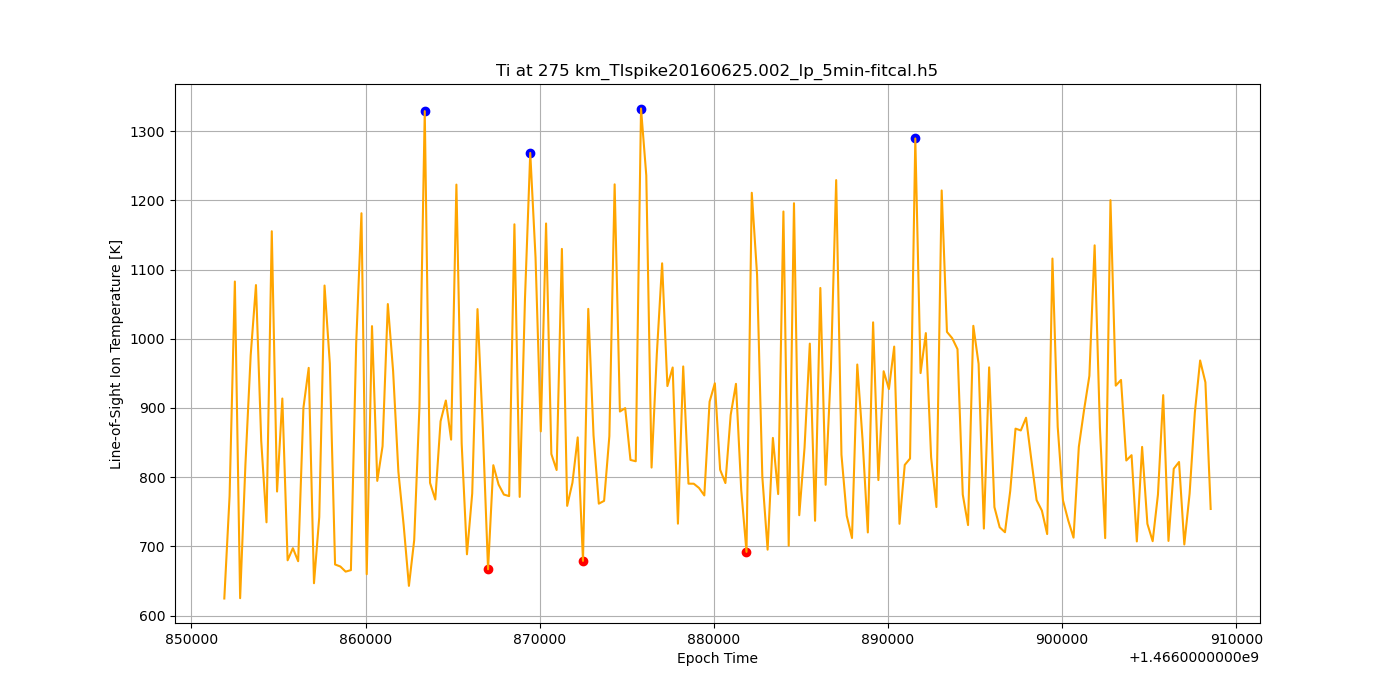 Ti at 275 km_TIspike20160625.002_lp_5min-fitcal.h5
Line-of-Sight Ion Temperature [K]
1300
1200
1100
1000
900
800
700
600
850000 860000 870000 880000 890000 900000 910000
Epoch Time
+1.4660000000e9